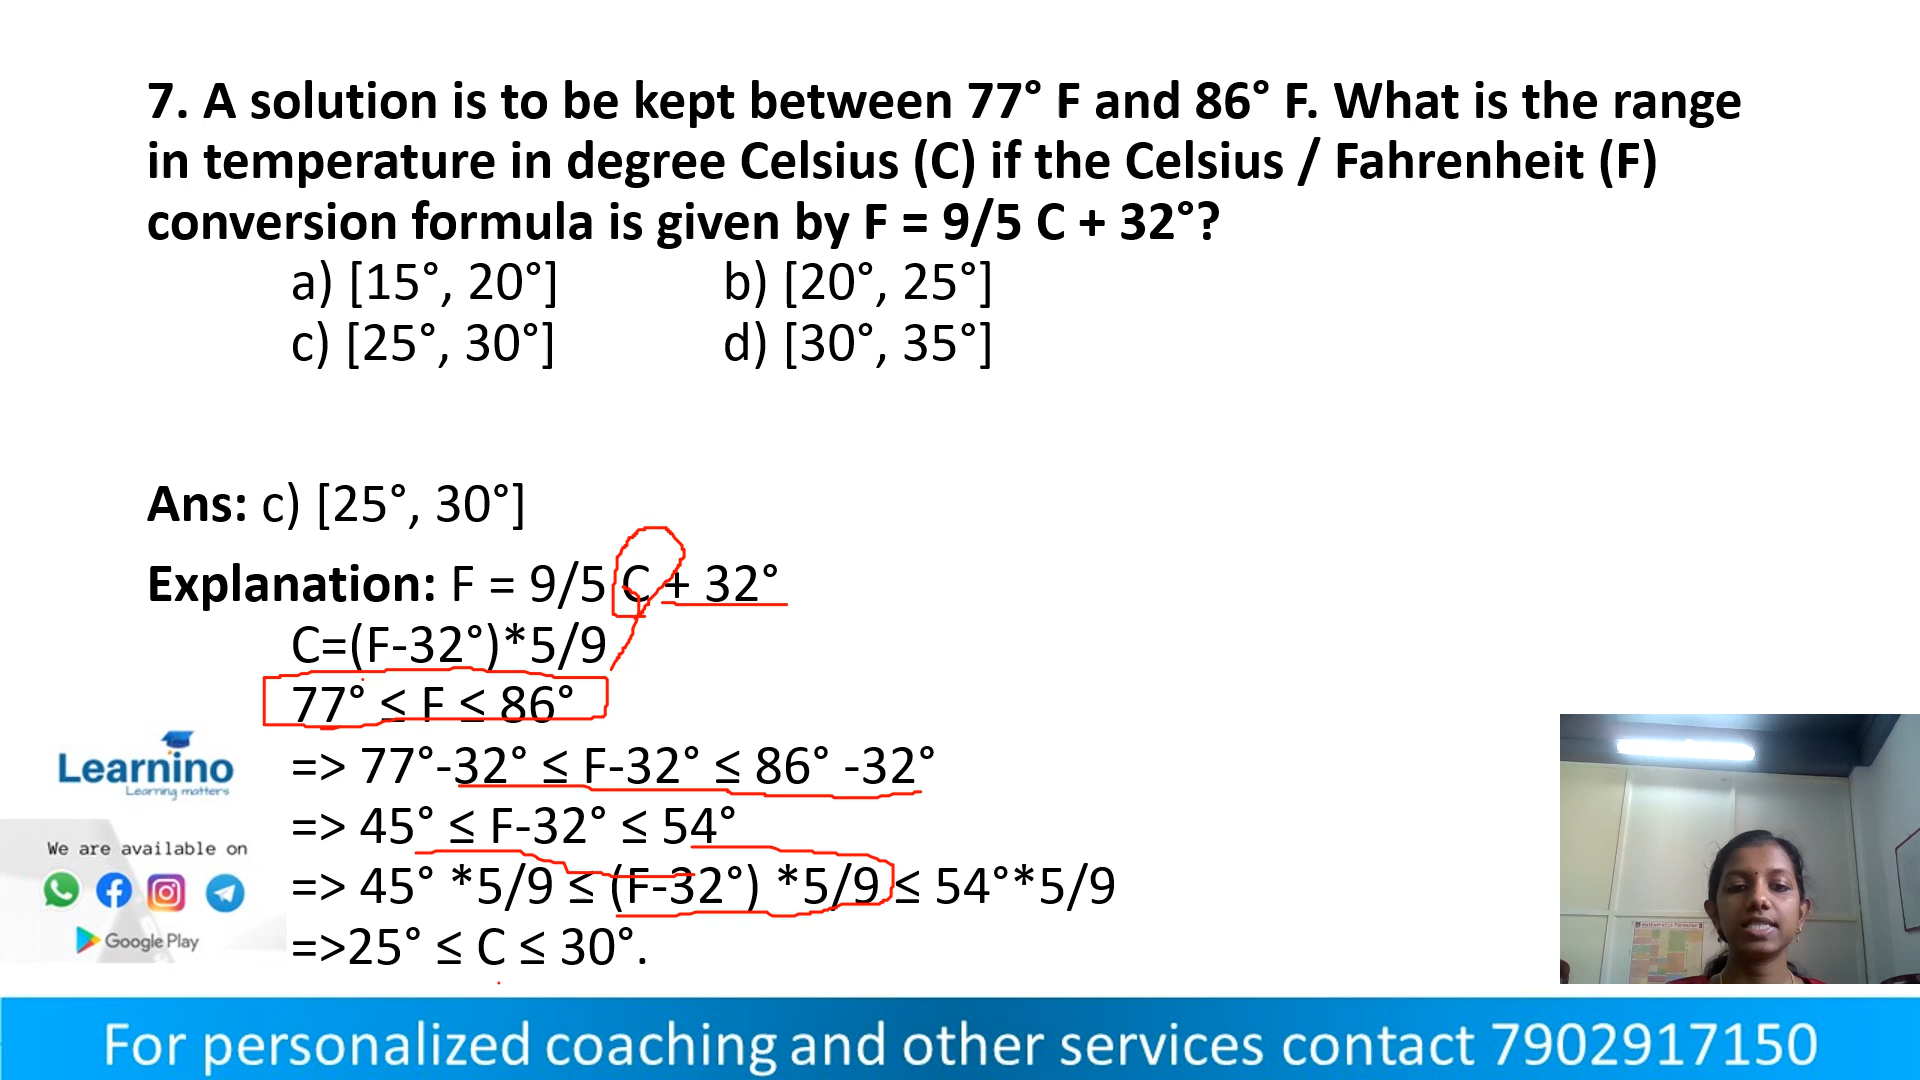 7. A solution is to be kept between 77° F and 86° F. What is the range
in temperature in degree Celsius (C) if the Celsius / Fahrenheit (F)
conversion formula is given by F = 9/5 C + 32°?
a) [15°, 20°] b) [20°, 25°]
c) [25°, 30°] d) [30°, 35°]
Ans: c) [25°, 30°]
Explanation: F = 9/5 C + 32°
C=(F-32°)*5/9
77° ≤ F ≤ 86°
=> 77°-32° ≤ F-32° ≤ 86° -32°
=> 45° ≤ F-32° ≤ 54°
=> 45° *5/9 ≤ (F-32°) *5/9 ≤ 54°*5/9
=>25° ≤ C ≤ 30°.
Learnino
Learning matters
We are available on
Google Play
For personalized coaching and other services contact 7902917150